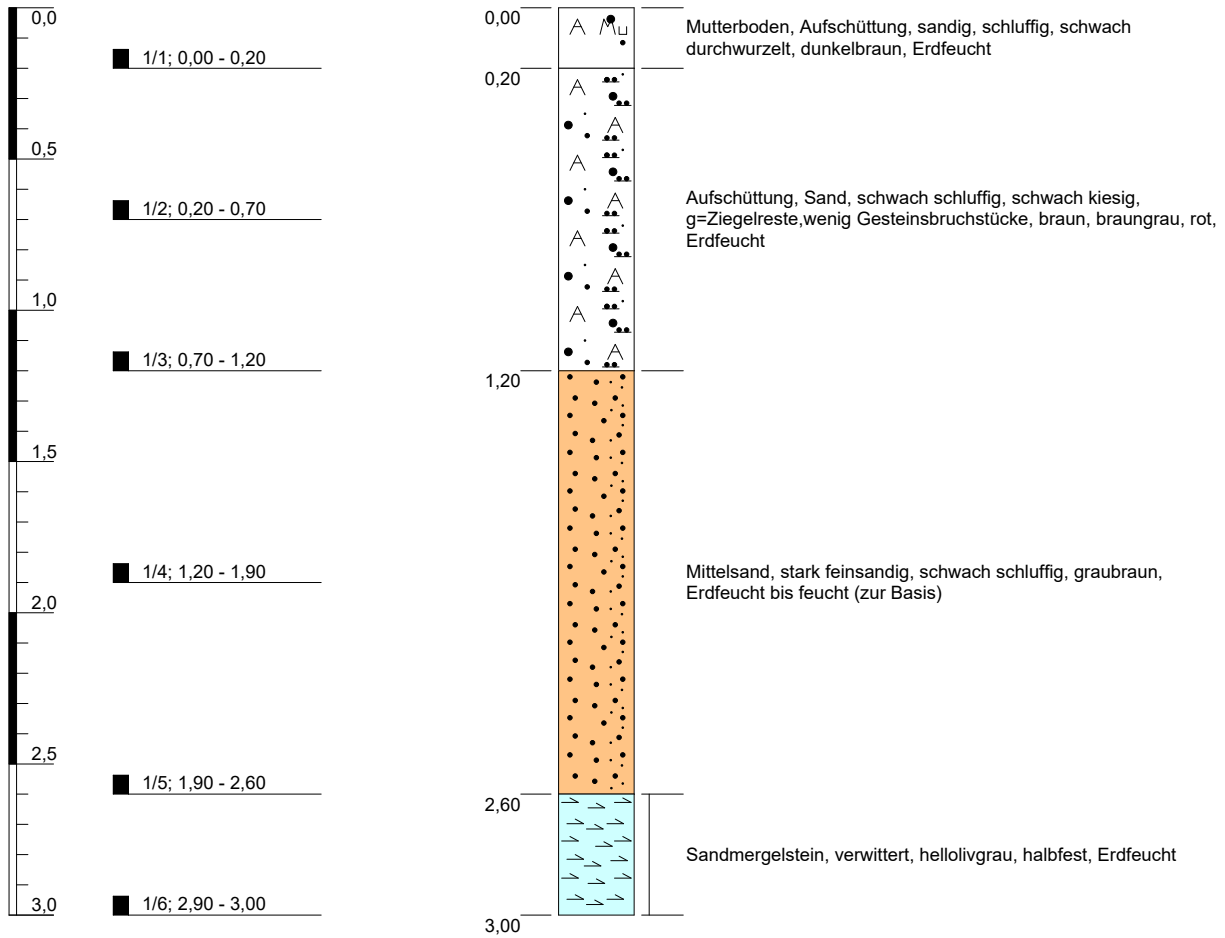 0,0
0,5
1,0
1,5
2,0
2,5
3,0
1/1; 0,00 - 0,20
1/2; 0,20 - 0,70
1/3; 0,70 - 1,20
1/4; 1,20 - 1,90
1/5; 1,90 - 2,60
1/6; 2,90 - 3,00
0,00
0,20
1,20
2,60
3,00
A Mu
A
A
A
A
A
A
A
A
Mutterboden, Aufschüttung, sandig, schluffig, schwach
durchwurzelt, dunkelbraun, Erdfeucht
Aufschüttung, Sand, schwach schluffig, schwach kiesig,
g=Ziegelreste,wenig Gesteinsbruchstücke, braun, braungrau, rot,
Erdfeucht
Mittelsand, stark feinsandig, schwach schluffig, graubraun,
Erdfeucht bis feucht (zur Basis)
Sandmergelstein, verwittert, hellolivgrau, halbfest, Erdfeucht